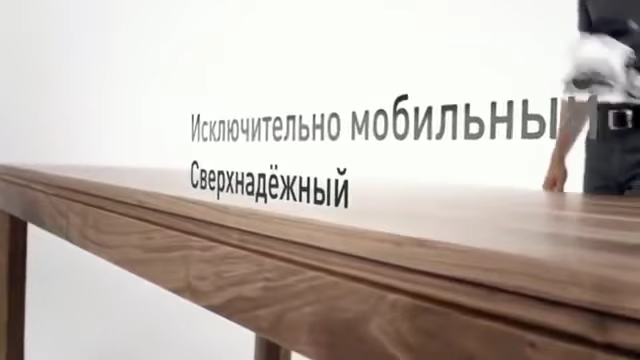 Исключительно мобильный
Сверхнадёжный